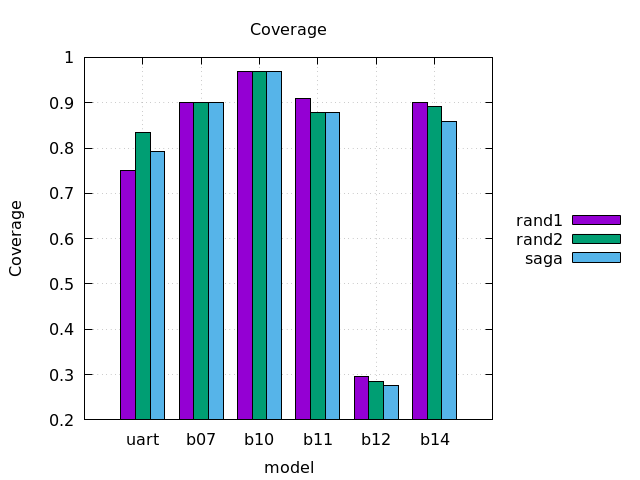 Coverage
1
0.9
0.8
0.7
0.6
0.5
0.4
0.3
0.2
Coverage
uart b07 b10 b11 b12 b14
model
rand1
rand2
saga